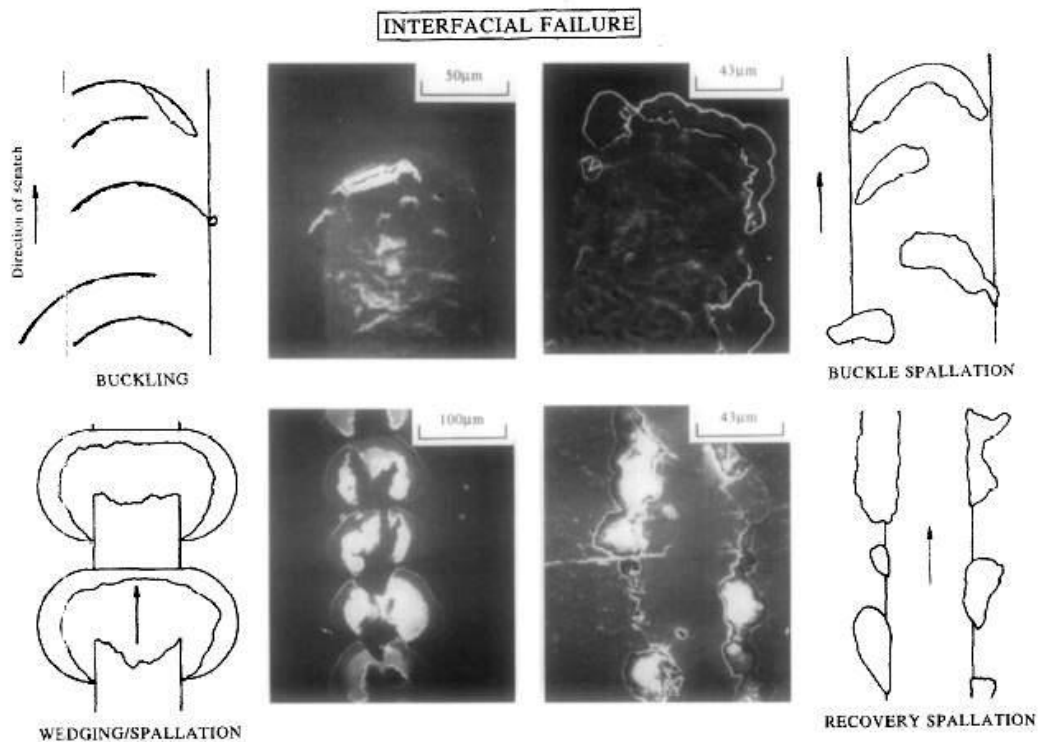 INTERFACIAL FAILURE
50μm
43μm
Direction of scratch
BUCKLING
BUCKLE SPALLATION
100μm
43μm
WEDGING/SPALLATION
RECOVERY SPALLATION